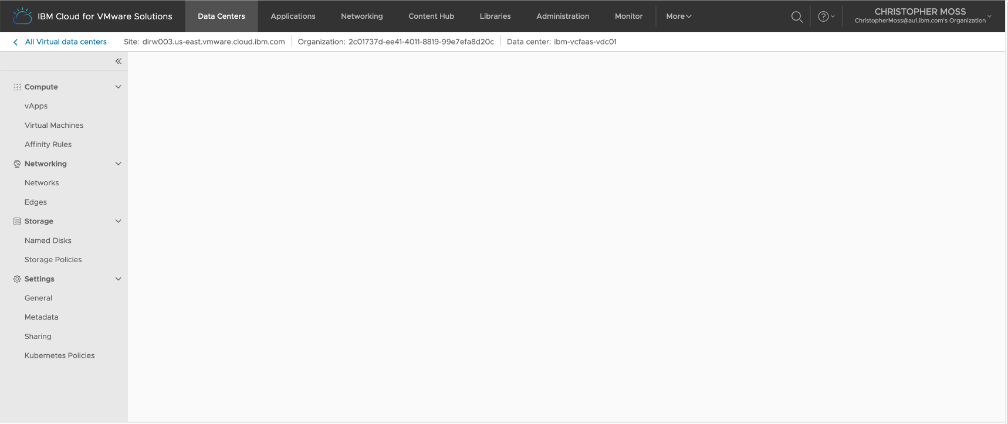 IBM Cloud for VMware Solutions Data Centers Applications Networking Content Hub Libraries Administration Monitor More CHRISTOPHER MOSS
ChristopherMoss@au1.ibm.com's Organization
All Virtual data centers Site: dirw003.us-east.vmware.cloud.ibm.com Organization: 2c01737d-ee41-4011-8819-99e7efa8d20c Data center: ibm-vcfaas-vdc01
Compute
vApps
Virtual Machines
Affinity Rules
Networking
Networks
Edges
Storage
Named Disks
Storage Policies
Settings
General
Metadata
Sharing
Kubernetes Policies